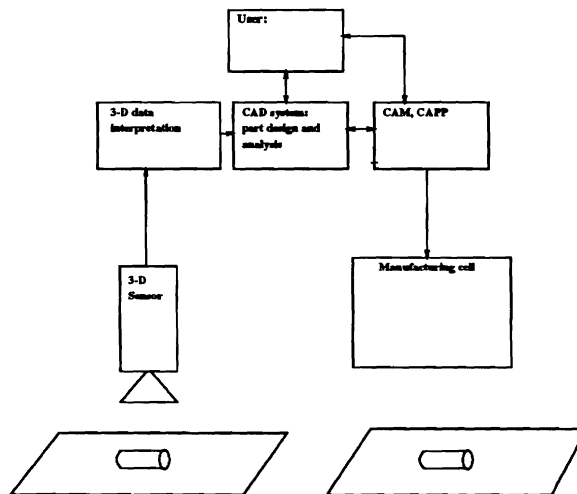 User:
3-D data
interpretation
CAD system:
part design and
analysis
CAM, CAPP
3-D
Sensor
Manufacturing cell